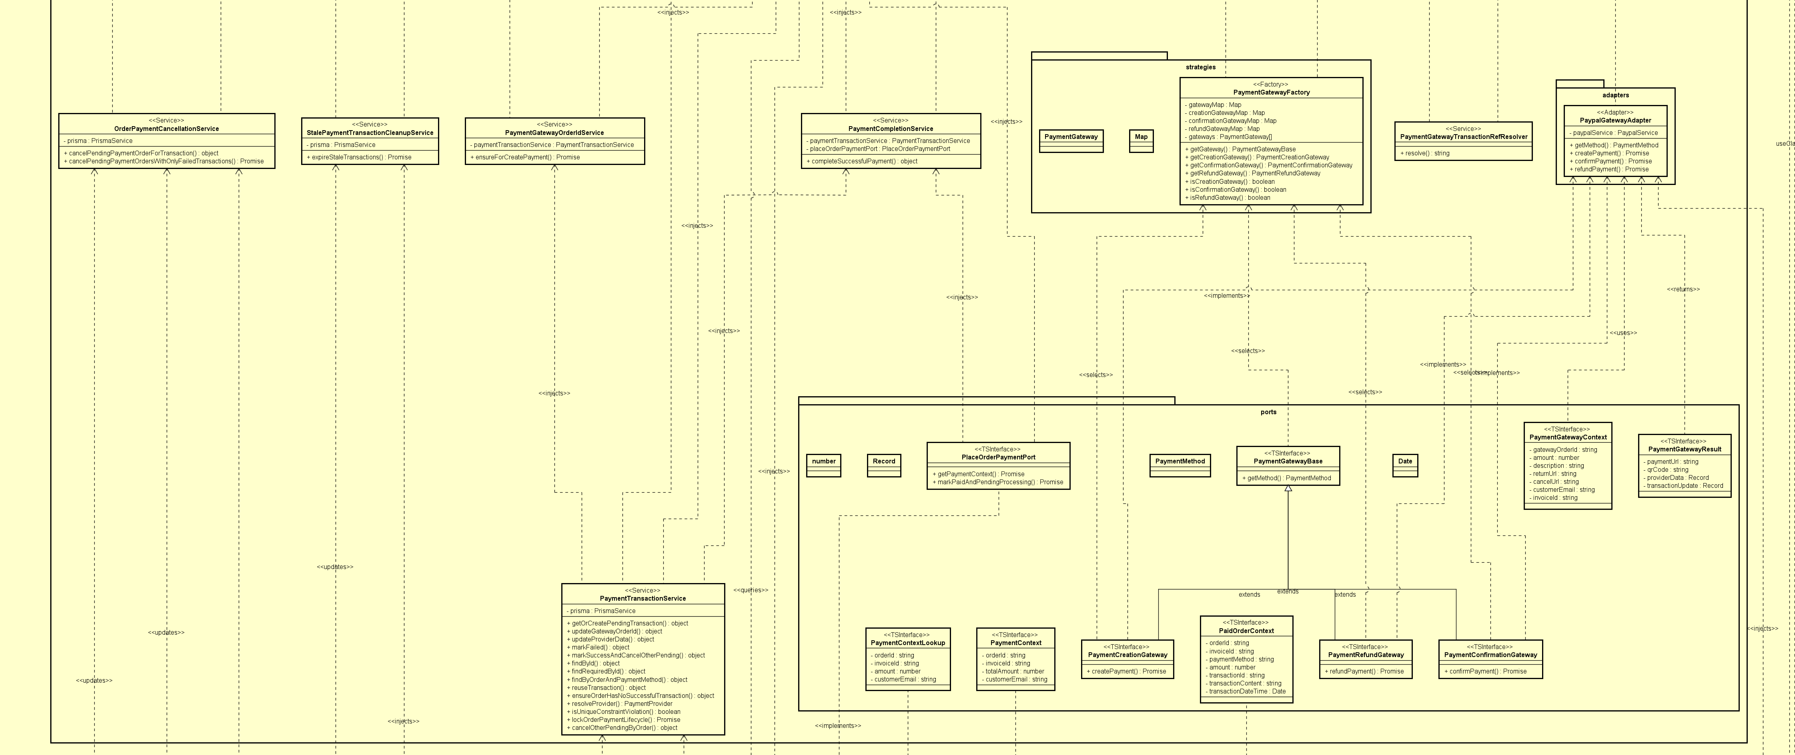 <<injects>>
<<injects>>
strategies
<<Factory>>
PaymentGatewayFactory
- gatewayMap : Map
- creationGatewayMap : Map
- confirmationGatewayMap : Map
- refundGatewayMap : Map
- gateways : PaymentGateway[]
+ getGateway() : PaymentGatewayBase
+ getCreationGateway() : PaymentCreationGateway
+ getConfirmationGateway() : PaymentConfirmationGateway
+ getRefundGateway() : PaymentRefundGateway
+ isCreationGateway() : boolean
+ isConfirmationGateway() : boolean
+ isRefundGateway() : boolean
PaymentGateway
Map
adapters
<<Adapter>>
PaypalGatewayAdapter
- paypalService : PaypalService
+ getMethod() : PaymentMethod
+ createPayment() : Promise
+ confirmPayment() : Promise
+ refundPayment() : Promise
<<Service>>
OrderPaymentCancellationService
- prisma : PrismaService
+ cancelPendingPaymentOrderForTransaction() : object
+ cancelPendingPaymentOrdersWithOnlyFailedTransactions() : Promise
<<Service>>
StalePaymentTransactionCleanupService
- prisma : PrismaService
+ expireStaleTransactions() : Promise
<<Service>>
PaymentGatewayOrderIdService
- paymentTransactionService : PaymentTransactionService
+ ensureForCreatePayment() : Promise
<<Service>>
PaymentCompletionService
- paymentTransactionService : PaymentTransactionService
- placeOrderPaymentPort : PlaceOrderPaymentPort
+ completeSuccessfulPayment() : object
<<injects>>
<<Service>>
PaymentGatewayTransactionRefResolver
+ resolve() : string
<<injects>>
<<injects>>
<<implements>>
<<returns>>
<<injects>>
<<uses>>
<<selects>>
<<implements>>
<<selects>>
<<implements>>
<<injects>>
<<selects>>
ports
number
Record
<<TSInterface>>
PlaceOrderPaymentPort
+ getPaymentContext() : Promise
+ markPaidAndPendingProcessing() : Promise
PaymentMethod
<<TSInterface>>
PaymentGatewayBase
+ getMethod() : PaymentMethod
Date
<<TSInterface>>
PaymentGatewayContext
- gatewayOrderId : string
- amount : number
- description : string
- returnUrl : string
- cancelUrl : string
- customerEmail : string
- invoiceId : string
<<TSInterface>>
PaymentGatewayResult
- paymentUrl : string
- qrCode : string
- providerData : Record
- transactionUpdate : Record
<<injects>>
<<updates>>
<<queries>>
extends
extends
extends
<<Service>>
PaymentTransactionService
- prisma : PrismaService
+ getOrCreatePendingTransaction() : object
+ updateGatewayOrderId() : object
+ updateProviderData() : object
+ markFailed() : object
+ markSuccessAndCancelOtherPending() : object
+ findById() : object
+ findRequiredById() : object
+ findByOrderAndPaymentMethod() : object
+ reuseTransaction() : object
+ ensureOrderHasNoSuccessfulTransaction() : object
+ resolveProvider() : PaymentProvider
+ isUniqueConstraintViolation() : boolean
+ lockOrderPaymentLifecycle() : Promise
+ cancelOtherPendingByOrder() : object
<<TSInterface>>
PaymentContextLookup
- orderId : string
- invoiceId : string
- amount : number
- customerEmail : string
<<TSInterface>>
PaymentContext
- orderId : string
- invoiceId : string
- totalAmount : number
- customerEmail : string
<<TSInterface>>
PaymentCreationGateway
+ createPayment() : Promise
<<TSInterface>>
PaidOrderContext
- orderId : string
- invoiceId : string
- paymentMethod : string
- amount : number
- transactionId : string
- transactionContent : string
- transactionDateTime : Date
<<TSInterface>>
PaymentRefundGateway
+ refundPayment() : Promise
<<TSInterface>>
PaymentConfirmationGateway
+ confirmPayment() : Promise
<<updates>>
<<injects>>
<<updates>>
<<injects>>
<<implements>>